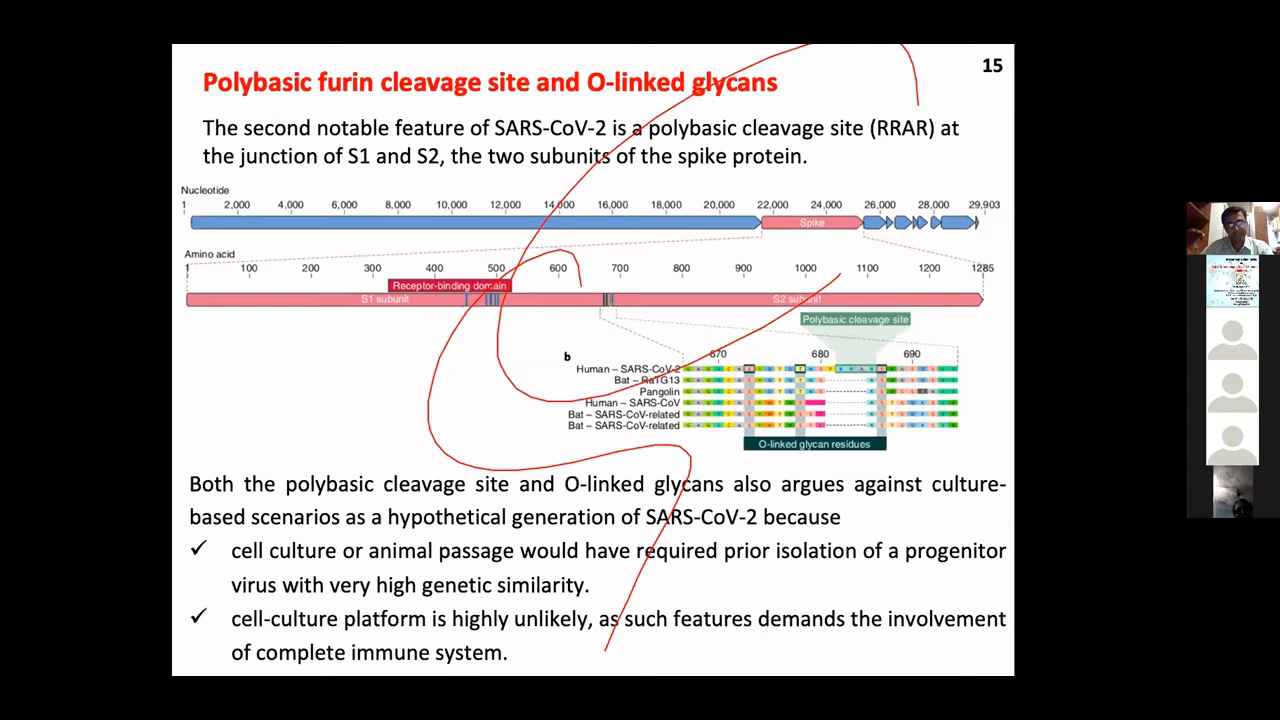 15
Polybasic furin cleavage site and O-linked glycans
The second notable feature of SARS-CoV-2 is a polybasic cleavage site (RRAR) at
the junction of S1 and S2, the two subunits of the spike protein.
Nucleotide
1 2,000 4,000 6,000 8,000 10,000 12,000 14,000 16,000 18,000 20,000 22,000 24,000 26,000 28,000 29,903
Spike
Amino acid
1 100 200 300 400 500 600 700 800 900 1000 1100 1200 1285
Receptor-binding domain
S1 subunit S2 subunit
Polybasic cleavage site
b 670 680 690
Human – SARS-CoV-2
Bat – RaTG13
Pangolin
Human – SARS-CoV
Bat – SARS-CoV-related
Bat – SARS-CoV-related
O-linked glycan residues
Both the polybasic cleavage site and O-linked glycans also argues against culture-
based scenarios as a hypothetical generation of SARS-CoV-2 because
✓ cell culture or animal passage would have required prior isolation of a progenitor
virus with very high genetic similarity.
✓ cell-culture platform is highly unlikely, as such features demands the involvement
of complete immune system.